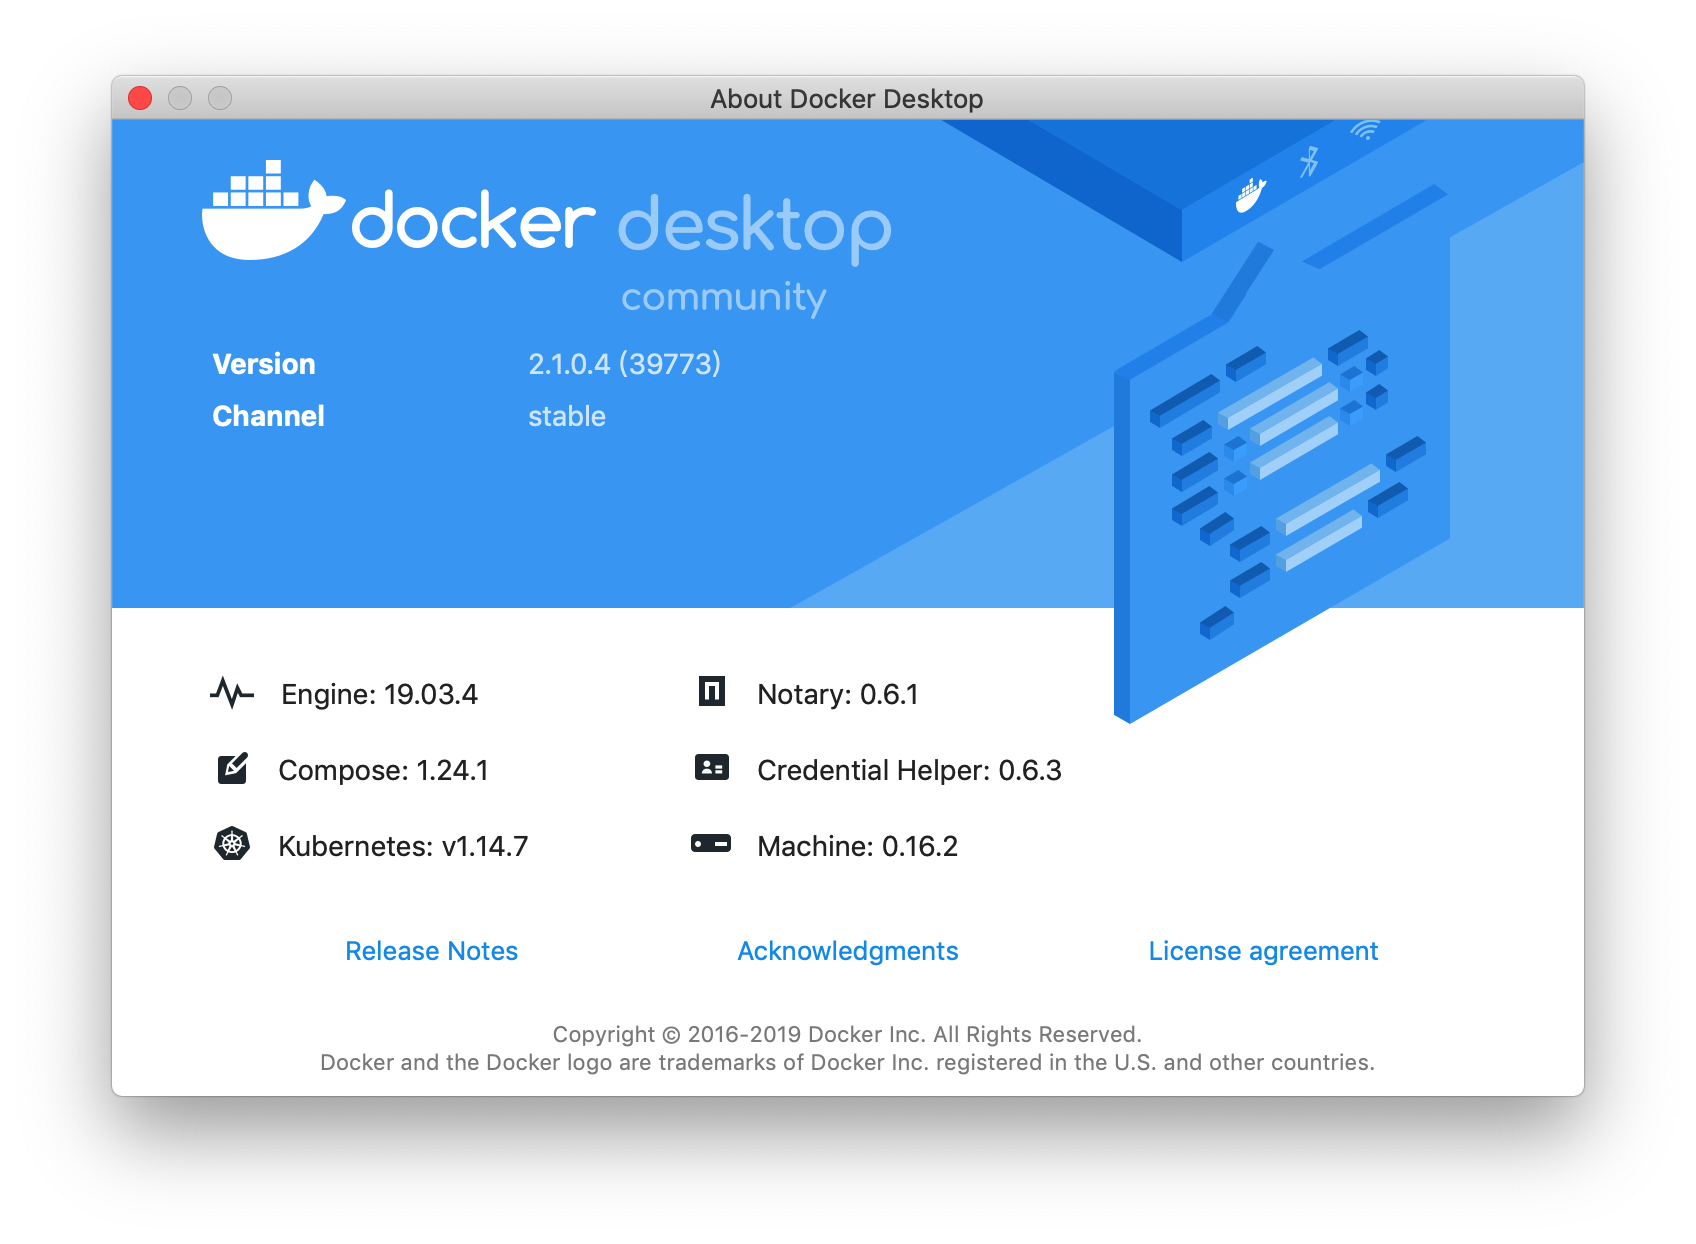 About Docker Desktop
docker desktop
community
Version 2.1.0.4 (39773)
Channel stable
Engine: 19.03.4 Notary: 0.6.1
Compose: 1.24.1 Credential Helper: 0.6.3
Kubernetes: v1.14.7 Machine: 0.16.2
Release Notes Acknowledgments License agreement
Copyright © 2016-2019 Docker Inc. All Rights Reserved.
Docker and the Docker logo are trademarks of Docker Inc. registered in the U.S. and other countries.